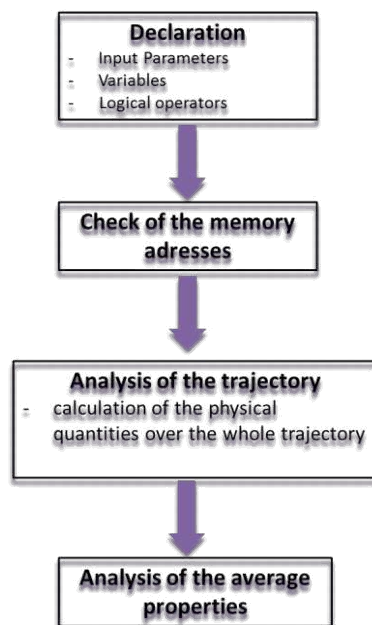 Declaration
- Input Parameters
- Variables
- Logical operators
Check of the memory
adresses
Analysis of the trajectory
- calculation of the physical
quantities over the whole trajectory
Analysis of the average
properties